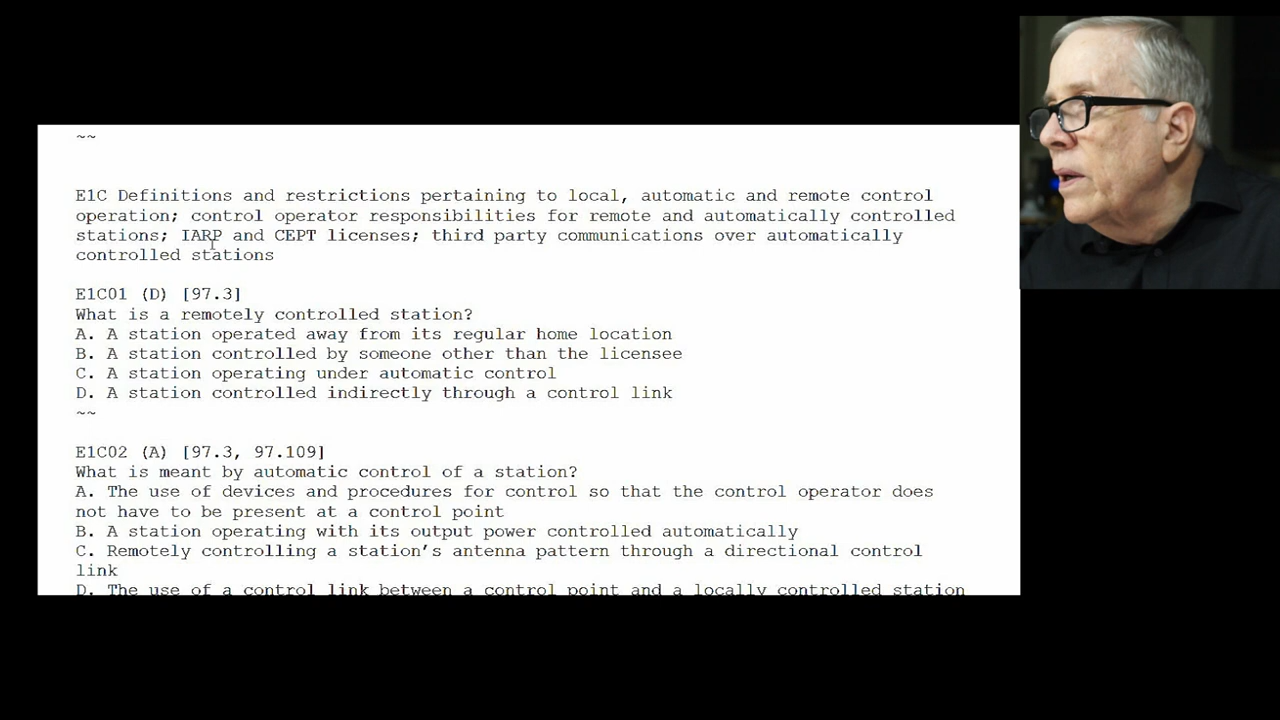 ~~
E1C Definitions and restrictions pertaining to local, automatic and remote control
operation; control operator responsibilities for remote and automatically controlled
stations; IARP and CEPT licenses; third party communications over automatically
controlled stations
E1C01 (D) [97.3]
What is a remotely controlled station?
A. A station operated away from its regular home location
B. A station controlled by someone other than the licensee
C. A station operating under automatic control
D. A station controlled indirectly through a control link
~~
E1C02 (A) [97.3, 97.109]
What is meant by automatic control of a station?
A. The use of devices and procedures for control so that the control operator does
not have to be present at a control point
B. A station operating with its output power controlled automatically
C. Remotely controlling a station’s antenna pattern through a directional control
link
D. The use of a control link between a control point and a locally controlled station